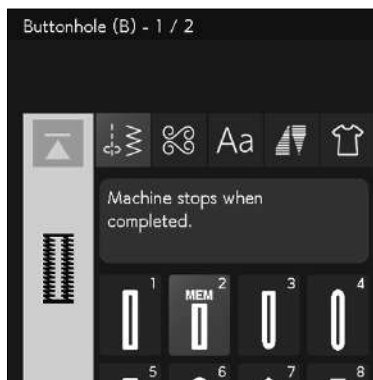 Buttonhole (B) - 1 / 2
Aa
Machine stops when
completed.
1
MEM 2
3
4
5
6
7
8